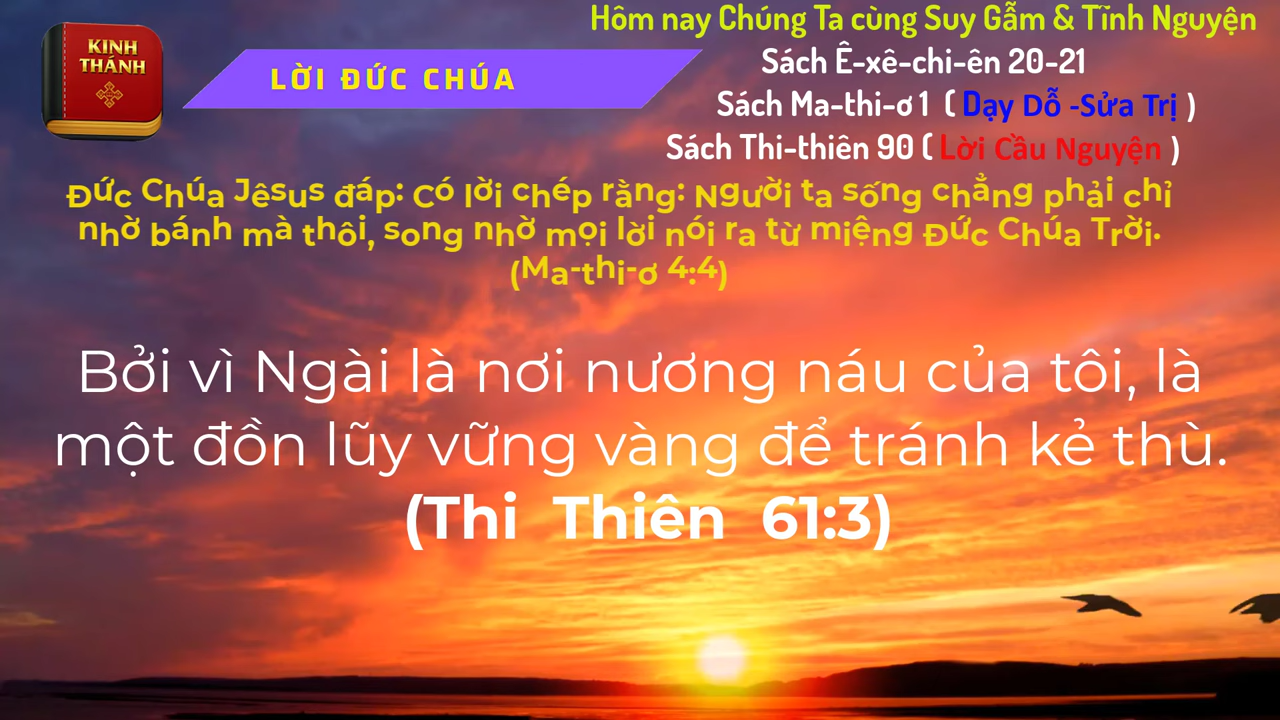 KINH
THÁNH
LỜI ĐỨC CHÚA
Hôm nay Chúng Ta cùng Suy Gẫm & Tĩnh Nguyện
Sách Ê-xê-chi-ên 20-21
Sách Ma-thi-ơ 1 ( Dạy Dỗ -Sửa Trị )
Sách Thi-thiên 90 ( Lời Cầu Nguyện )
Đức Chúa Jêsus đáp: Có lời chép rằng: Người ta sống chẳng phải chỉ
nhờ bánh mà thôi, song nhờ mọi lời nói ra từ miệng Đức Chúa Trời.
(Ma-thi-ơ 4:4)
Bởi vì Ngài là nơi nương náu của tôi, là
một đồn lũy vững vàng để tránh kẻ thù.
(Thi Thiên 61:3)